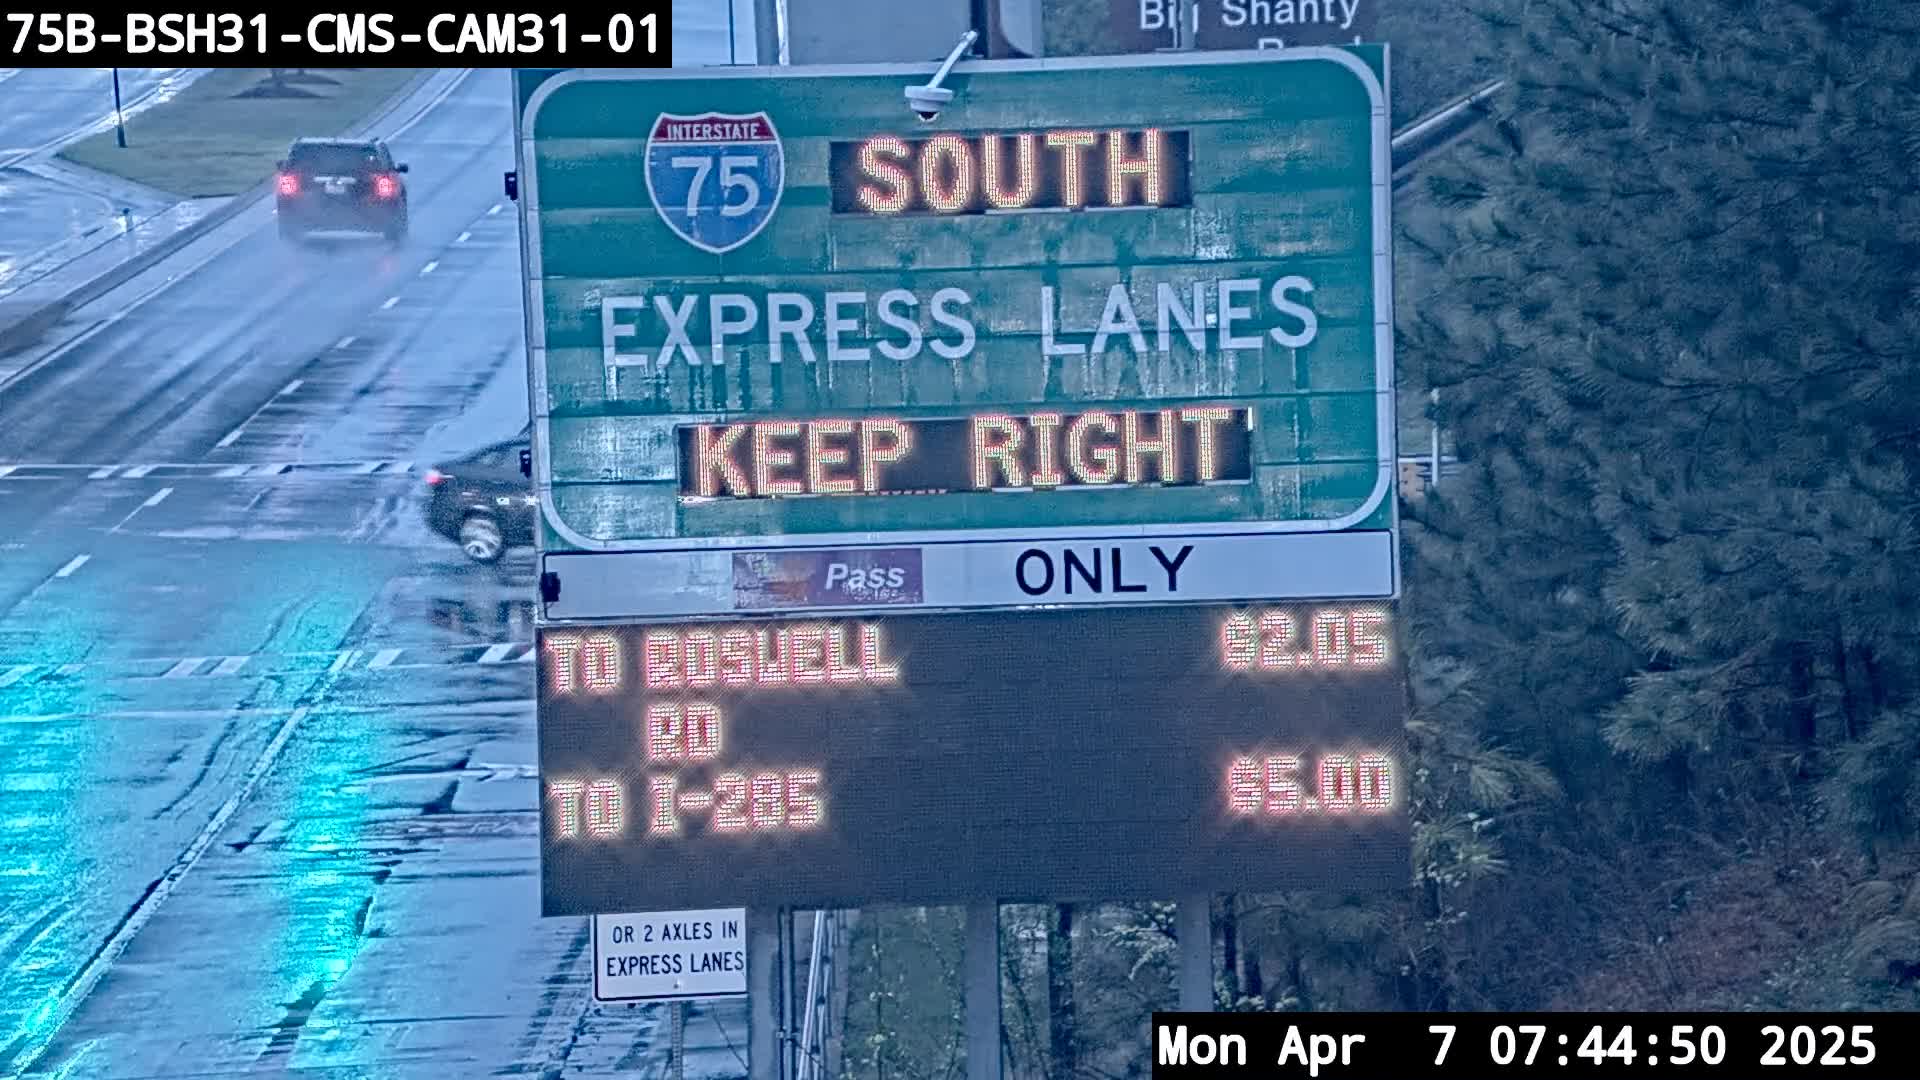 75B-BSH31-CMS-CAM31-01
Big Shanty
Road
INTERSTATE
75
SOUTH
EXPRESS LANES
KEEP RIGHT
Pass
ONLY
TO ROSWELL
$2.05
RD
TO I-285
$5.00
OR 2 AXLES IN
EXPRESS LANES
Mon Apr 7 07:44:50 2025